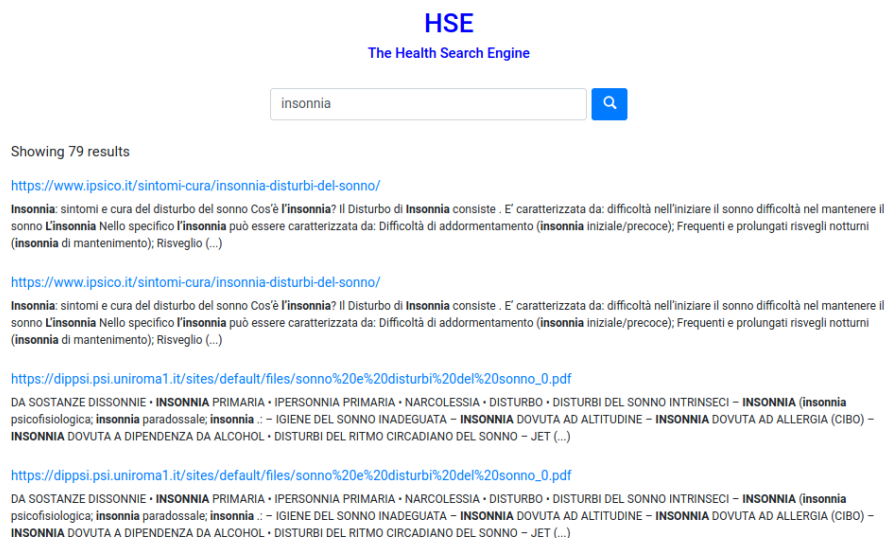 HSE
The Health Search Engine
insonnia
Showing 79 results
https://www.ipsico.it/sintomi-cura/insonnia-disturbi-del-sonno/
Insonnia: sintomi e cura del disturbo del sonno Cos'è l'insonnia? Il Disturbo di Insonnia consiste . E' caratterizzata da: difficoltà nell'iniziare il sonno difficoltà nel mantenere il
sonno L'insonnia Nello specifico l'insonnia può essere caratterizzata da: Difficoltà di addormentamento (insonnia iniziale/precoce); Frequenti e prolungati risvegli notturni
(insonnia di mantenimento); Risveglio (...)
https://www.ipsico.it/sintomi-cura/insonnia-disturbi-del-sonno/
Insonnia: sintomi e cura del disturbo del sonno Cos'è l'insonnia? Il Disturbo di Insonnia consiste . E' caratterizzata da: difficoltà nell'iniziare il sonno difficoltà nel mantenere il
sonno L'insonnia Nello specifico l'insonnia può essere caratterizzata da: Difficoltà di addormentamento (insonnia iniziale/precoce); Frequenti e prolungati risvegli notturni
(insonnia di mantenimento); Risveglio (...)
https://dippsi.psi.uniroma1.it/sites/default/files/sonno%20e%20disturbi%20del%20sonno_0.pdf
DA SOSTANZE DISSONNIE • INSONNIA PRIMARIA • IPERSONNIA PRIMARIA • NARCOLESSIA • DISTURBO • DISTURBI DEL SONNO INTRINSECI – INSONNIA (insonnia
psicofisiologica; insonnia paradossale; insonnia .: – IGIENE DEL SONNO INADEGUATA – INSONNIA DOVUTA AD ALTITUDINE – INSONNIA DOVUTA AD ALLERGIA (CIBO) –
INSONNIA DOVUTA A DIPENDENZA DA ALCOHOL • DISTURBI DEL RITMO CIRCADIANO DEL SONNO – JET (...)
https://dippsi.psi.uniroma1.it/sites/default/files/sonno%20e%20disturbi%20del%20sonno_0.pdf
DA SOSTANZE DISSONNIE • INSONNIA PRIMARIA • IPERSONNIA PRIMARIA • NARCOLESSIA • DISTURBO • DISTURBI DEL SONNO INTRINSECI – INSONNIA (insonnia
psicofisiologica; insonnia paradossale; insonnia .: – IGIENE DEL SONNO INADEGUATA – INSONNIA DOVUTA AD ALTITUDINE – INSONNIA DOVUTA AD ALLERGIA (CIBO) –
INSONNIA DOVUTA A DIPENDENZA DA ALCOHOL • DISTURBI DEL RITMO CIRCADIANO DEL SONNO – JET (...)